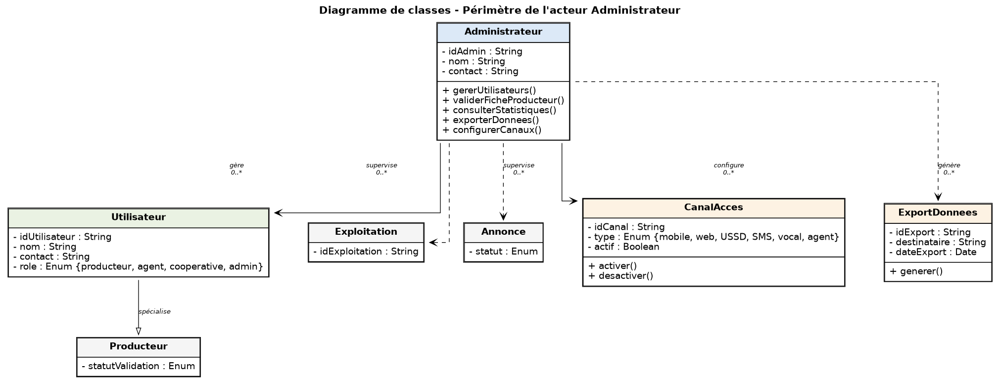 Diagramme de classes - Périmètre de l'acteur Administrateur
Administrateur
- idAdmin : String
- nom : String
- contact : String
+ gererUtilisateurs()
+ validerFicheProducteur()
+ consulterStatistiques()
+ exporterDonnees()
+ configurerCanaux()
gère
0..*
supervise
0..*
supervise
0..*
configure
0..*
génère
0..*
Utilisateur
- idUtilisateur : String
- nom : String
- contact : String
- role : Enum {producteur, agent, cooperative, admin}
Exploitation
- idExploitation : String
Annonce
- statut : Enum
CanalAcces
- idCanal : String
- type : Enum {mobile, web, USSD, SMS, vocal, agent}
- actif : Boolean
+ activer()
+ desactiver()
ExportDonnees
- idExport : String
- destinataire : String
- dateExport : Date
+ generer()
spécialise
Producteur
- statutValidation : Enum